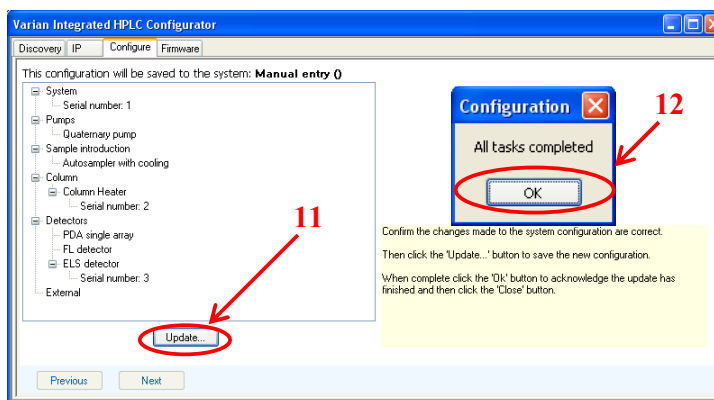 Varian Integrated HPLC Configurator
Discovery IP Configure Firmware
This configuration will be saved to the system: Manual entry ()
System
Serial number: 1
Pumps
Quaternary pump
Sample introduction
Autosampler with cooling
Column
Column Heater
Serial number: 2
Detectors
PDA single array
FL detector
ELS detector
Serial number: 3
External
11
Update...
Configuration
12
All tasks completed
OK
Confirm the changes made to the system configuration are correct.
Then click the 'Update...' button to save the new configuration.
When complete click the 'Ok' button to acknowledge the update has
finished and then click the 'Close' button.
Previous Next